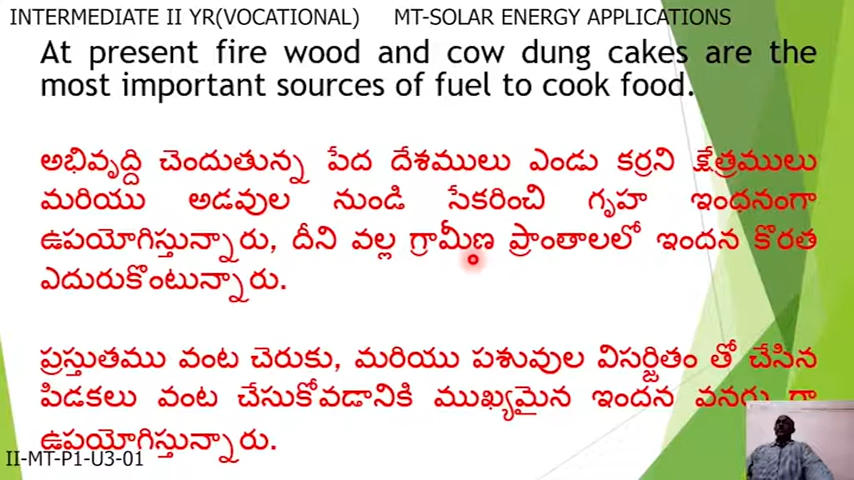 INTERMEDIATE II YR(VOCATIONAL) MT-SOLAR ENERGY APPLICATIONS
At present fire wood and cow dung cakes are the
most important sources of fuel to cook food.
అభివృద్ది చెందుతున్న పేద దేశములు ఎండు కర్రని క్షేత్రములు
మరియు అడవుల నుండి సేకరించి గృహ ఇందనంగా
ఉపయోగిస్తున్నారు, దీని వల్ల గ్రామీణ ప్రాంతాలలో ఇందన కొరత
ఎదురుకొంటున్నారు.
ప్రస్తుతము వంట చెరుకు, మరియు పశువుల విసర్జితం తో చేసిన
పిడకలు వంట చేసుకోవడానికి ముఖ్యమైన ఇందన వనరు గా
ఉపయోగిస్తున్నారు.
II-MT-P1-U3-01